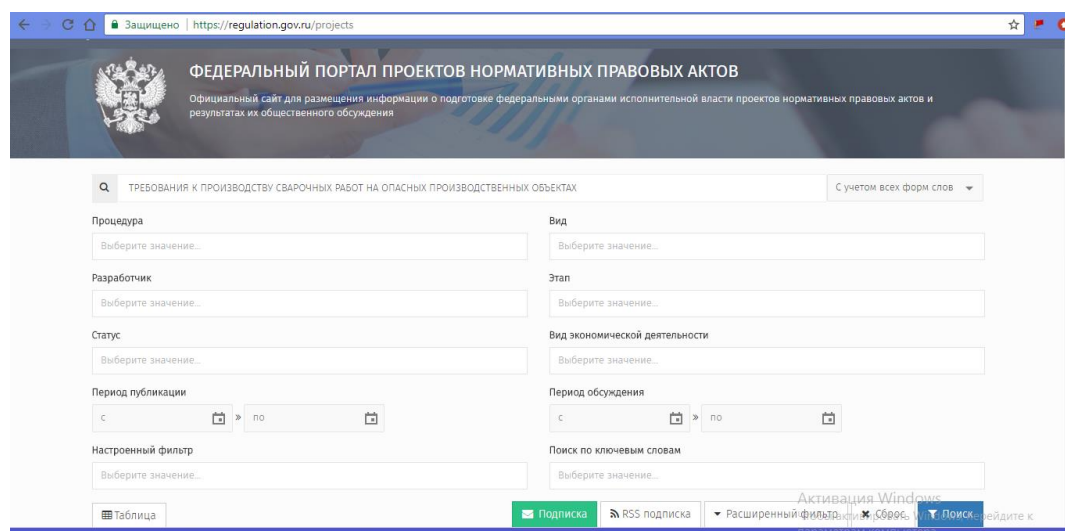 Защищено | https://regulation.gov.ru/projects
ФЕДЕРАЛЬНЫЙ ПОРТАЛ ПРОЕКТОВ НОРМАТИВНЫХ ПРАВОВЫХ АКТОВ
Официальный сайт для размещения информации о подготовке федеральными органами исполнительной власти проектов нормативных правовых актов и
результатах их общественного обсуждения
ТРЕБОВАНИЯ К ПРОИЗВОДСТВУ СВАРОЧНЫХ РАБОТ НА ОПАСНЫХ ПРОИЗВОДСТВЕННЫХ ОБЪЕКТАХ С учетом всех форм слов
Процедура Вид
Выберите значение... Выберите значение...
Разработчик Этап
Выберите значение... Выберите значение...
Статус Вид экономической деятельности
Выберите значение... Выберите значение...
Период публикации Период обсуждения
с » по с » по
Настроенный фильтр Поиск по ключевым словам
Выберите значение... Выберите значение...
Активация Windows
Таблица Подписка RSS подписка Расширенный фильтр Сброс Поиск ерейдите к